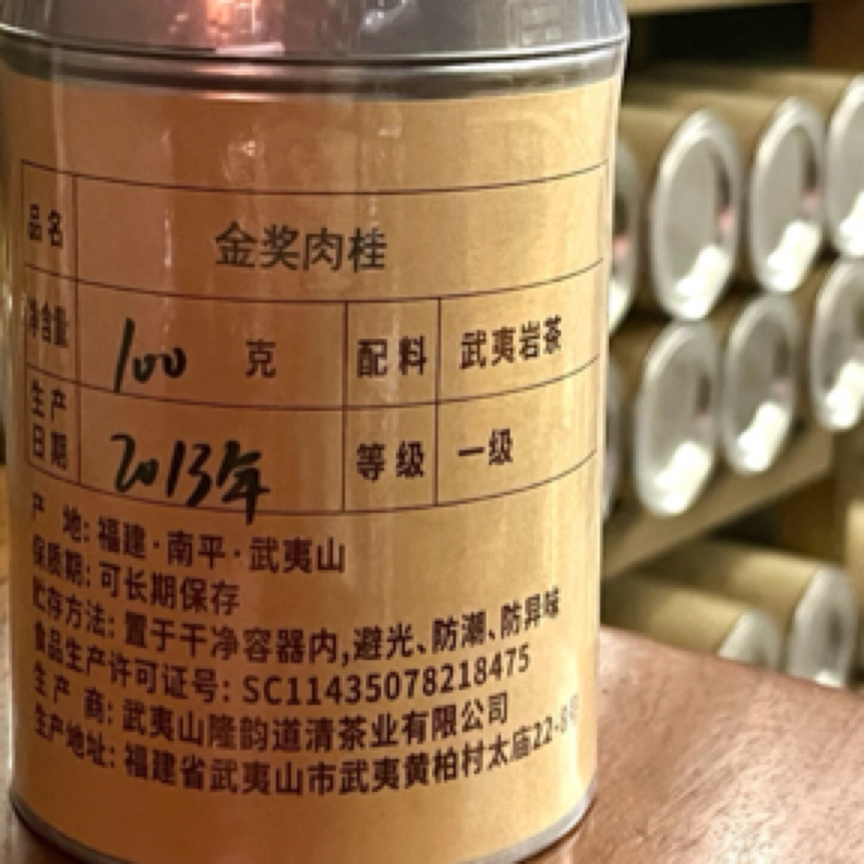 品名 金奖肉桂
净含量 100 克 配料 武夷岩茶
生产日期 2013年 等级 一级
产 地: 福建·南平·武夷山
保质期: 可长期保存
贮存方法: 置于干净容器内,避光、防潮、防异味
食品生产许可证号: SC11435078218475
生 产 商: 武夷山隆韵道清茶业有限公司
生产地址: 福建省武夷山市武夷黄柏村太庙22-8号